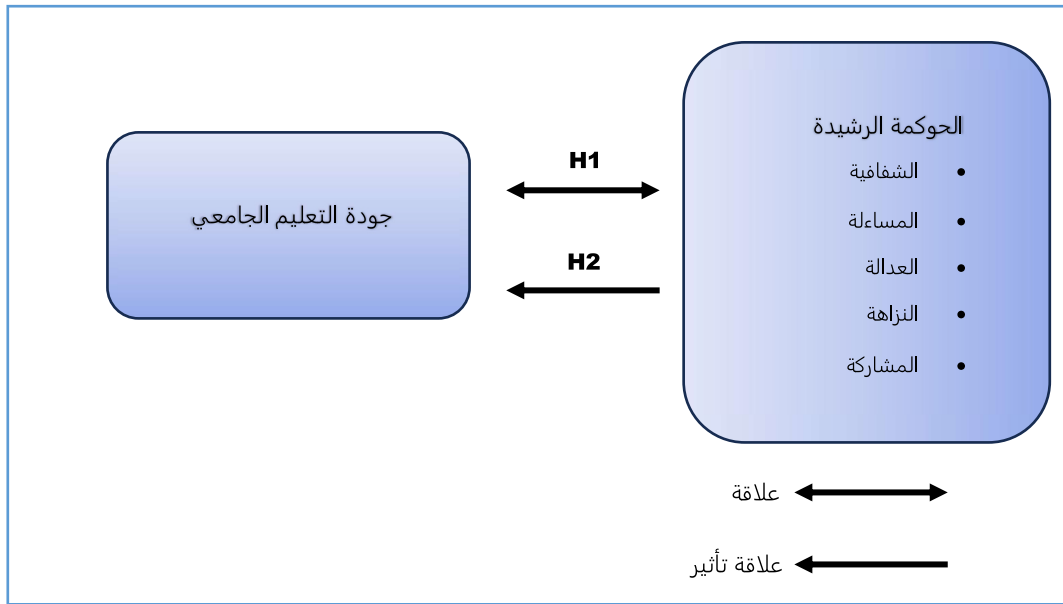 الحوكمة الرشيدة
• الشفافية
• المساءلة
• العدالة
• النزاهة
• المشاركة
H1
H2
جودة التعليم الجامعي
علاقة
علاقة تأثير